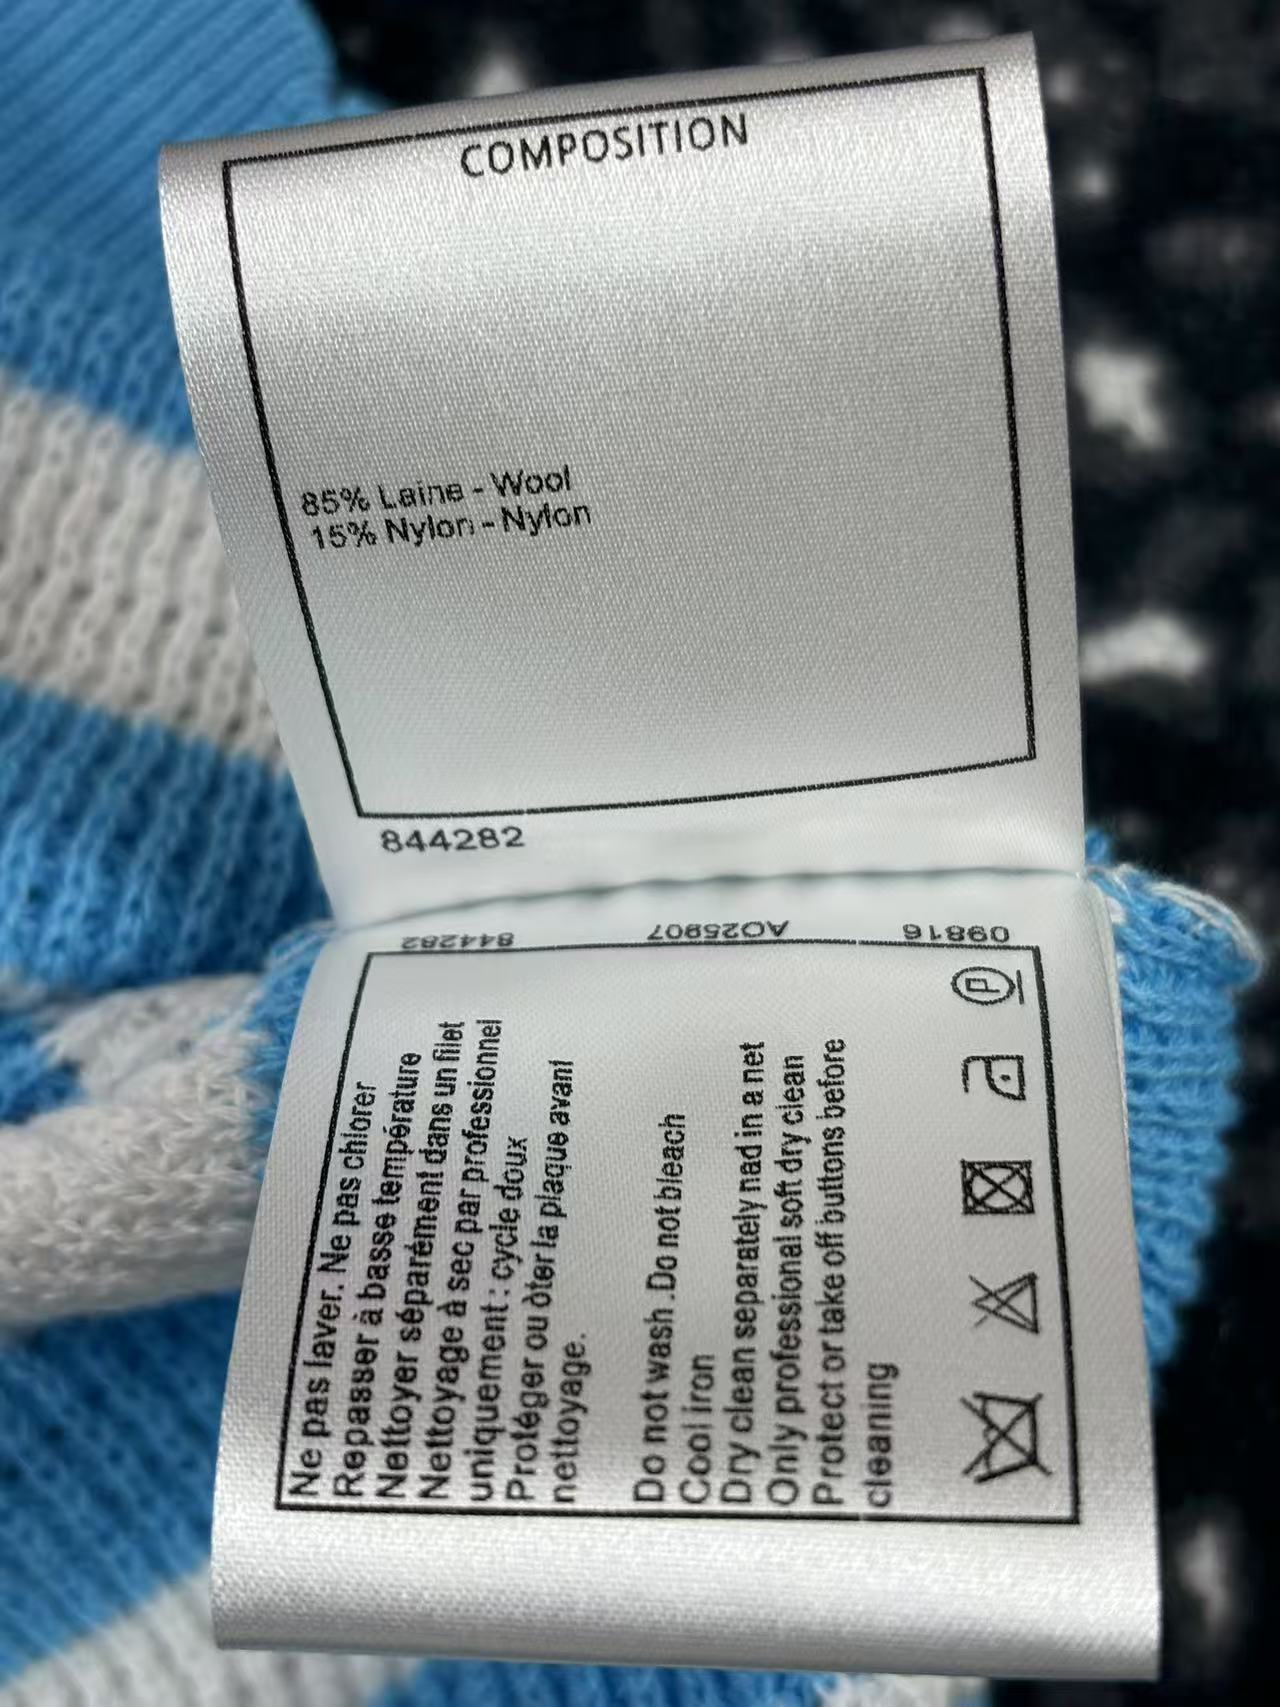 COMPOSITION
85% Laine - Wool
15% Nylon - Nylon
844282
844282 AO25907 09816
Ne pas laver. Ne pas chlorer
Repasser à basse température
Nettoyer séparément dans un filet
Nettoyage à sec par professionnel
uniquement : cycle doux
Protéger ou ôter la plaque avant
nettoyage.
Do not wash .Do not bleach
Cool iron
Dry clean separately nad in a net
Only professional soft dry clean
Protect or take off buttons before
cleaning
P